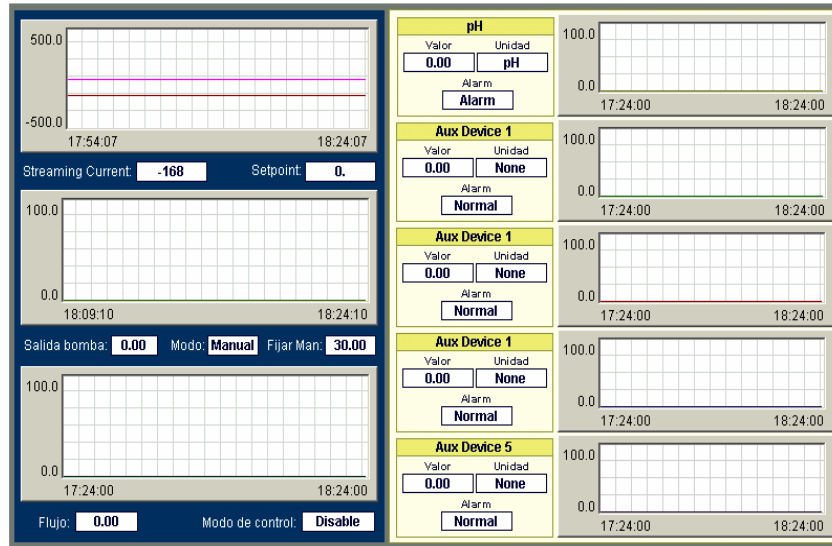 500.0
-500.0
17:54:07 18:24:07
Streaming Current: -168 Setpoint: 0.
100.0
0.0
18:09:10 18:24:10
Salida bomba: 0.00 Modo: Manual Fijar Man: 30.00
100.0
0.0
17:24:00 18:24:00
Flujo: 0.00 Modo de control: Disable
pH
Valor Unidad
0.00 pH
Alarm
Alarm
100.0
0.0
17:24:00 18:24:00
Aux Device 1
Valor Unidad
0.00 None
Alarm
Normal
100.0
0.0
17:24:00 18:24:00
Aux Device 1
Valor Unidad
0.00 None
Alarm
Normal
100.0
0.0
17:24:00 18:24:00
Aux Device 1
Valor Unidad
0.00 None
Alarm
Normal
100.0
0.0
17:24:00 18:24:00
Aux Device 5
Valor Unidad
0.00 None
Alarm
Normal
100.0
0.0
17:24:00 18:24:00